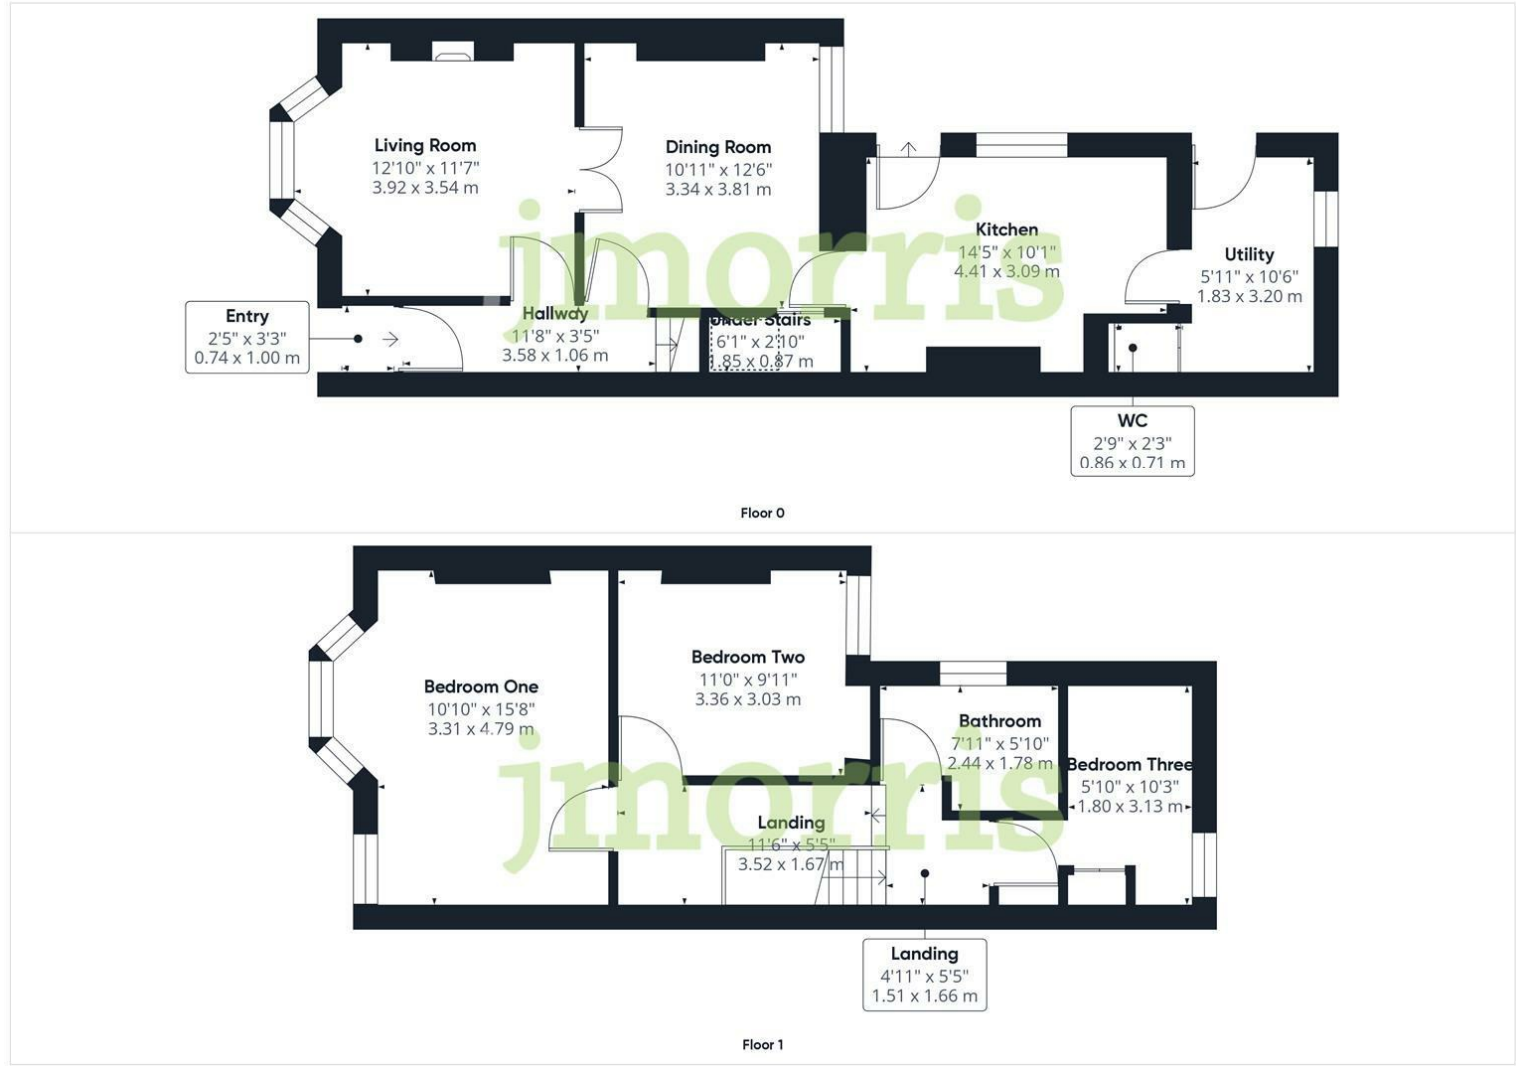 Living Room
12'10" x 11'7"
3.92 x 3.54 m
Dining Room
10'11" x 12'6"
3.34 x 3.81 m
Kitchen
14'5" x 10'1"
4.41 x 3.09 m
Utility
5'11" x 10'6"
1.83 x 3.20 m
Entry
2'5" x 3'3"
0.74 x 1.00 m
Hallway
11'8" x 3'5"
3.58 x 1.06 m
Under Stairs
6'1" x 2'10"
1.85 x 0.87 m
WC
2'9" x 2'3"
0.86 x 0.71 m
jmorris
Floor 0
Bedroom One
10'10" x 15'8"
3.31 x 4.79 m
Bedroom Two
11'0" x 9'11"
3.36 x 3.03 m
Bathroom
7'11" x 5'10"
2.44 x 1.78 m
Bedroom Three
5'10" x 10'3"
1.80 x 3.13 m
Landing
11'6" x 5'5"
3.52 x 1.67 m
jmorris
Landing
4'11" x 5'5"
1.51 x 1.66 m
Floor 1